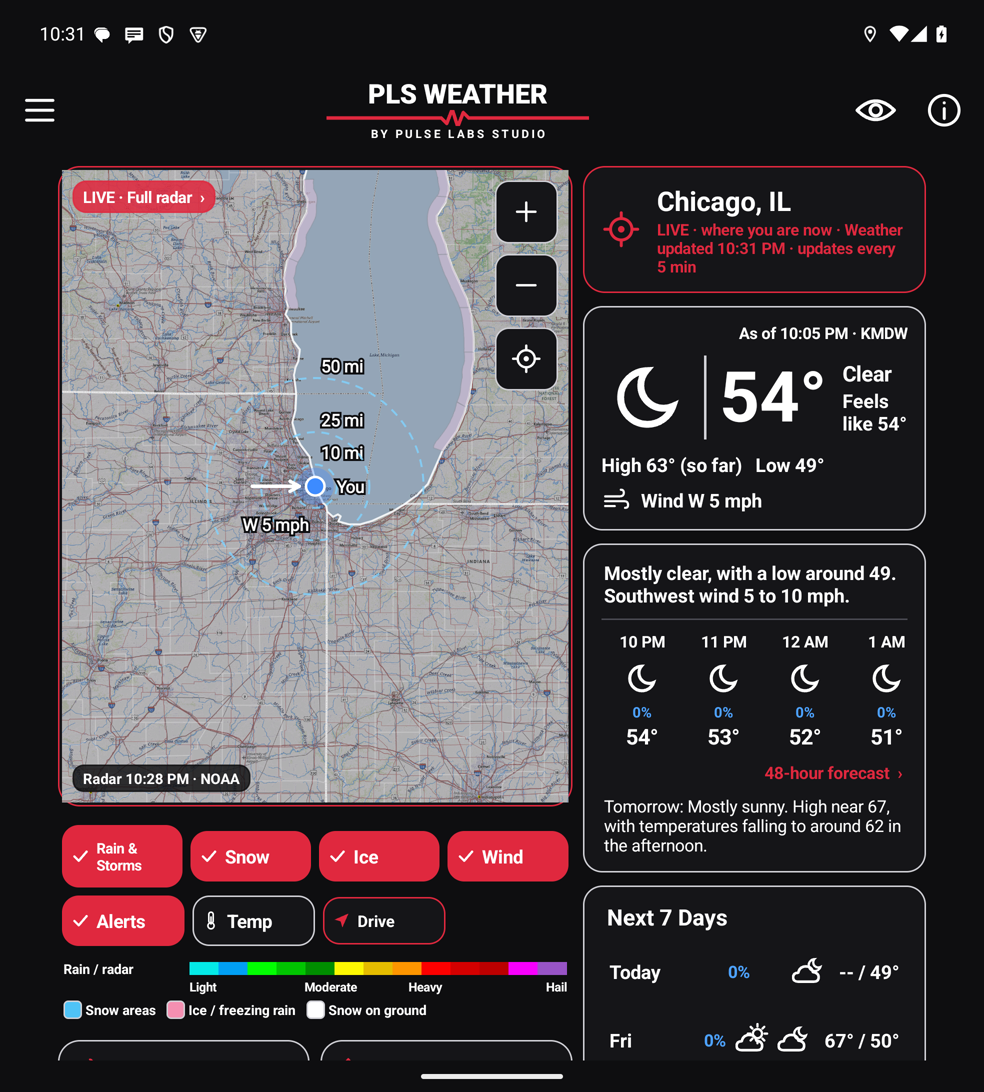 10:31
PLS WEATHER
BY PULSE LABS STUDIO
LIVE · Full radar ›
+
−
50 mi
25 mi
10 mi
You
W 5 mph
Lake Michigan
ILLINOIS
INDIANA
Radar 10:28 PM · NOAA
Rain &
Storms
Snow
Ice
Wind
Alerts
Temp
Drive
Rain / radar
Light
Moderate
Heavy
Hail
Snow areas
Ice / freezing rain
Snow on ground
Chicago, IL
LIVE · where you are now · Weather
updated 10:31 PM · updates every
5 min
As of 10:05 PM · KMDW
54°
Clear
Feels
like 54°
High 63° (so far) Low 49°
Wind W 5 mph
Mostly clear, with a low around 49.
Southwest wind 5 to 10 mph.
10 PM 11 PM 12 AM 1 AM
0% 0% 0% 0%
54° 53° 52° 51°
48-hour forecast ›
Tomorrow: Mostly sunny. High near 67,
with temperatures falling to around 62 in
the afternoon.
Next 7 Days
Today 0% -- / 49°
Fri 0% 67° / 50°